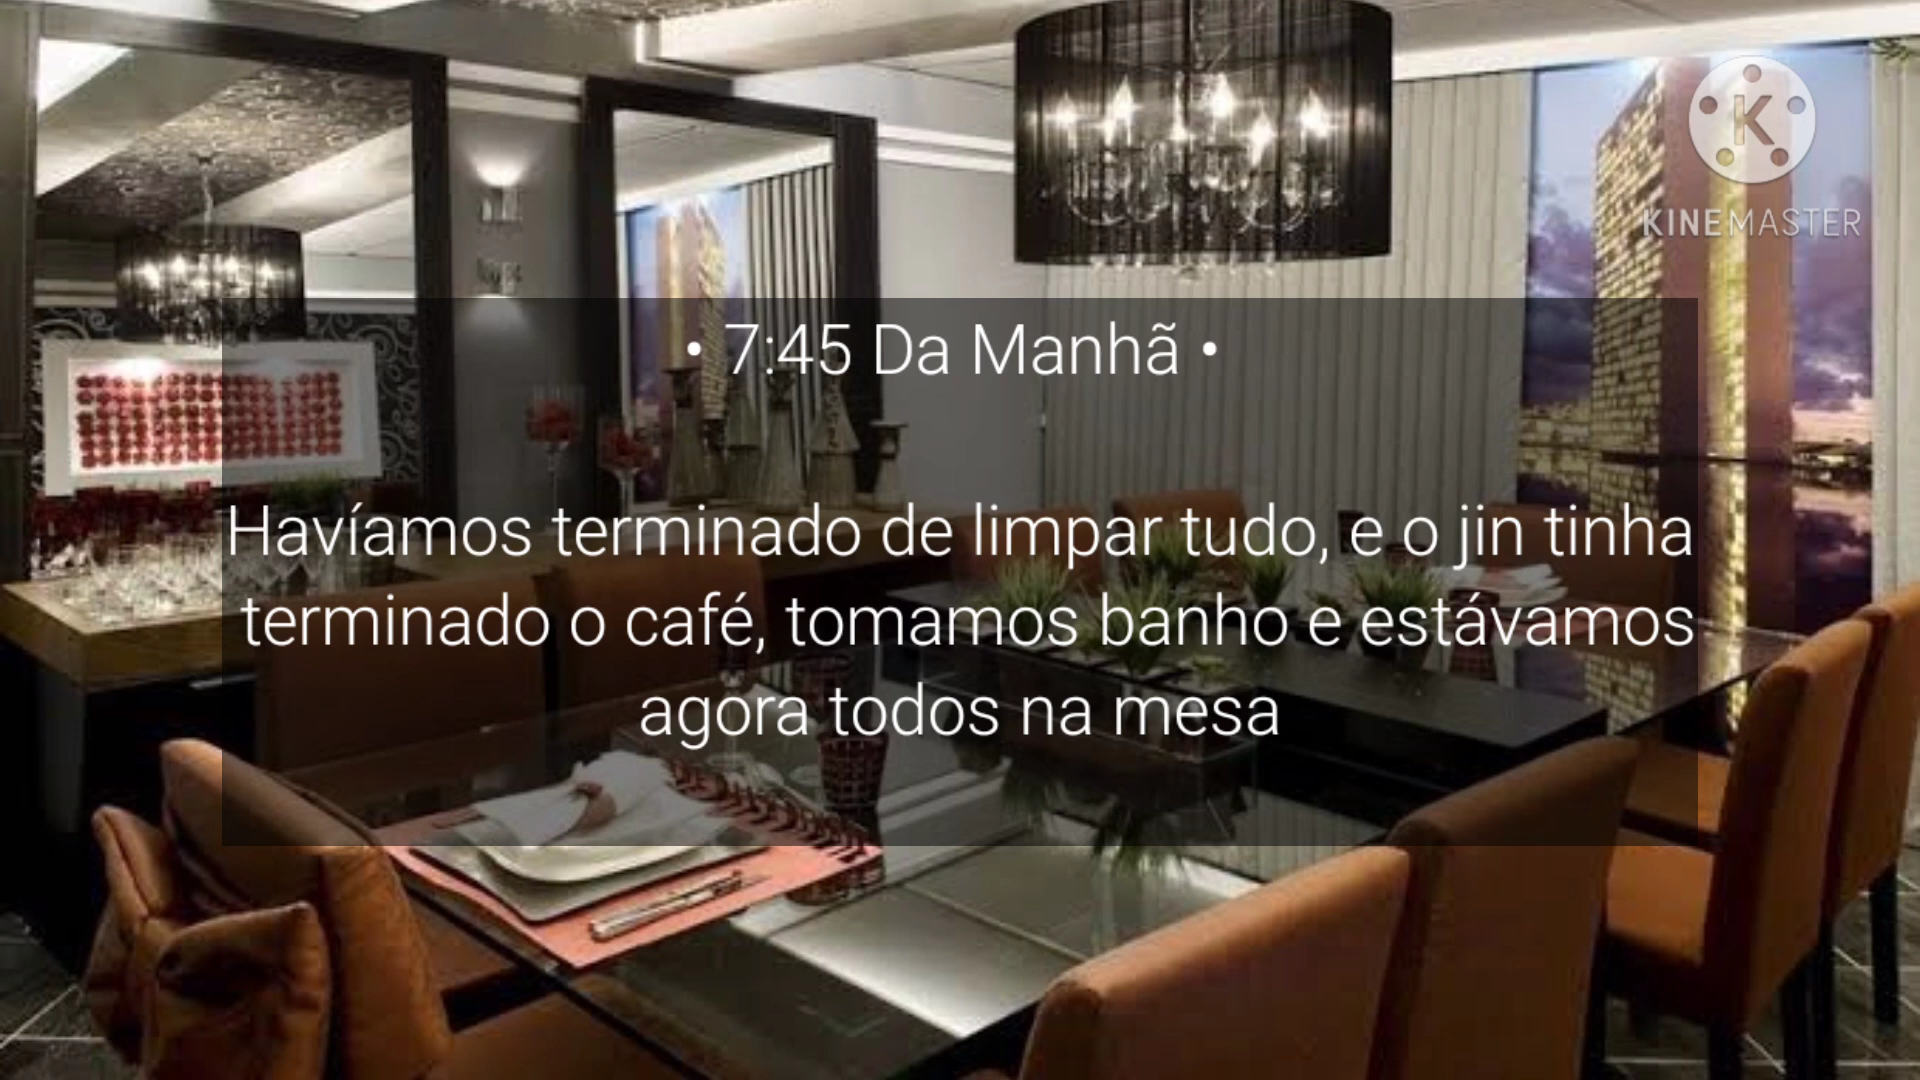 K
KINEMASTER
• 7:45 Da Manhã •
Havíamos terminado de limpar tudo, e o jin tinha
terminado o café, tomamos banho e estávamos
agora todos na mesa